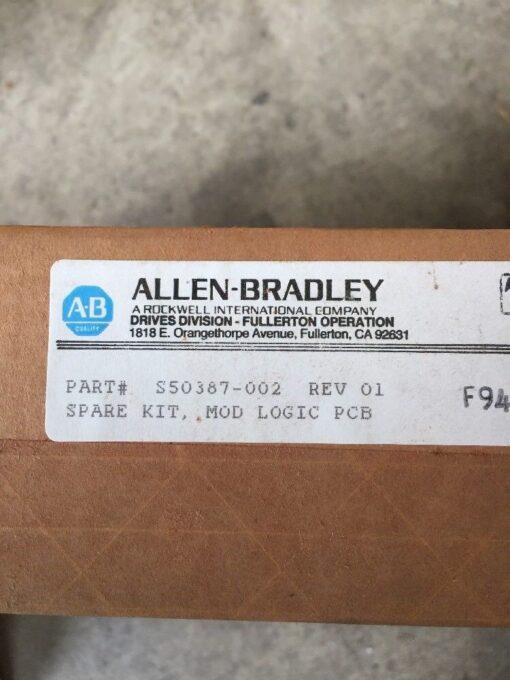 A-B
QUALITY
ALLEN-BRADLEY
A ROCKWELL INTERNATIONAL COMPANY
DRIVES DIVISION - FULLERTON OPERATION
1818 E. Orangethorpe Avenue, Fullerton, CA 92631
PART# S50387-002 REV 01
SPARE KIT, MOD LOGIC PCB
F94